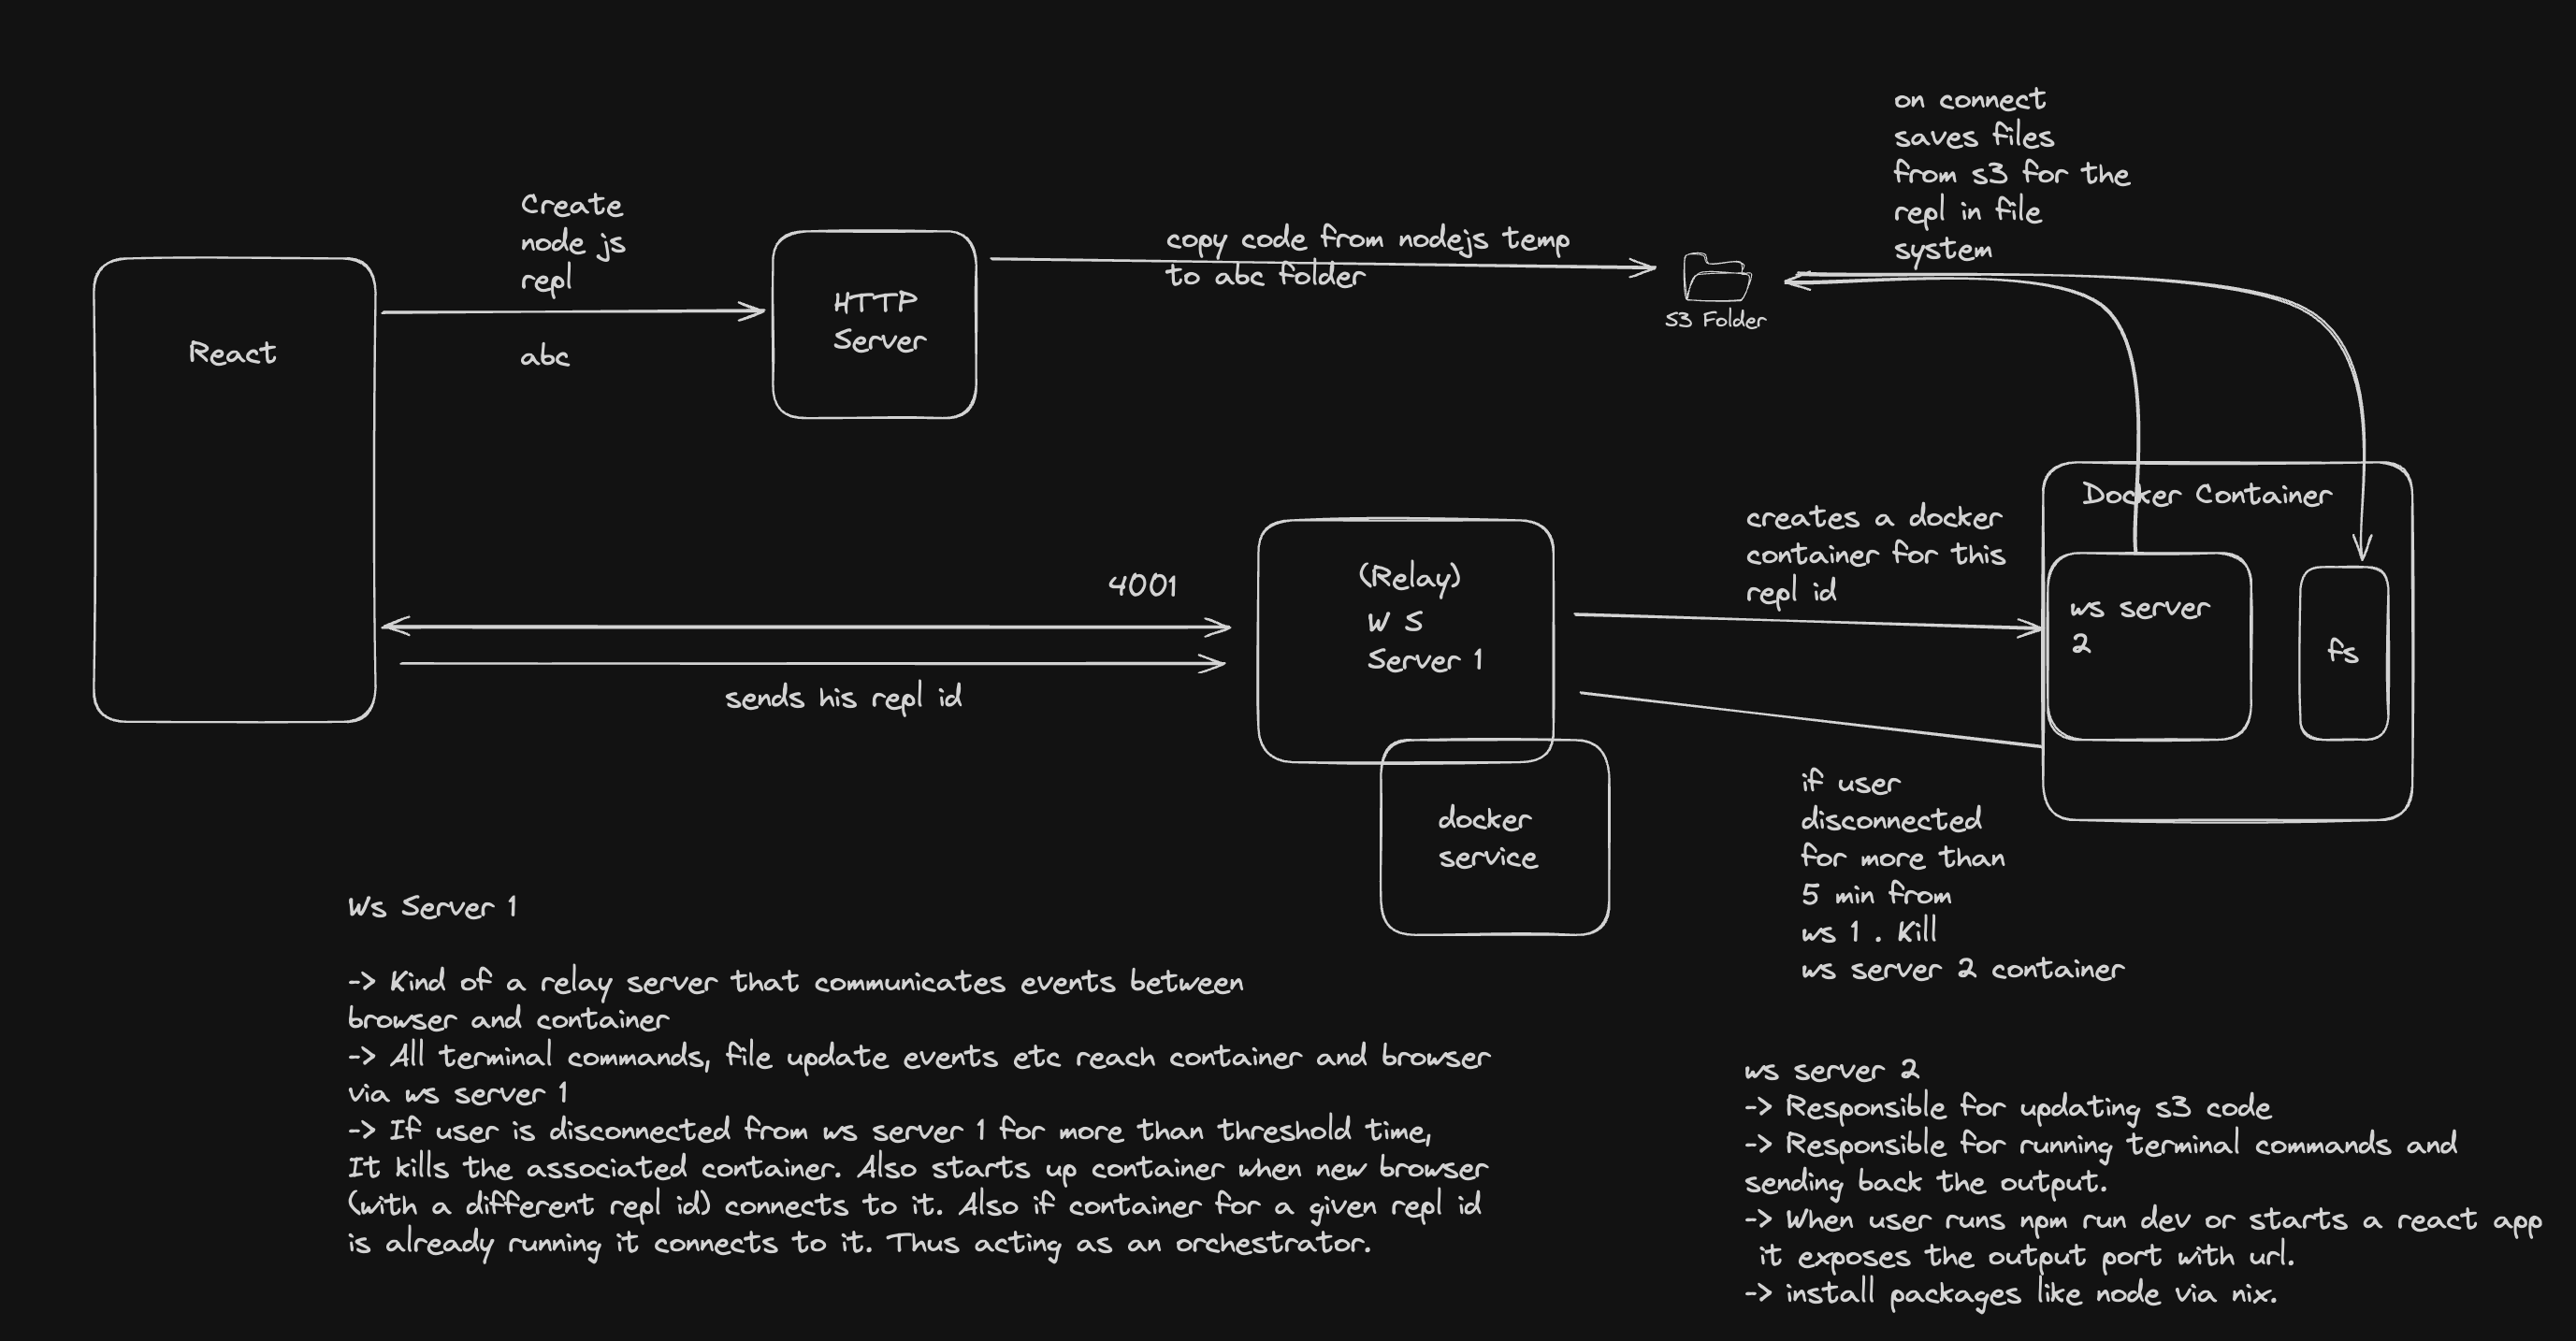 on connect
saves files
from s3 for the
repl in file
system
Create
node js
repl
abc
HTTP
Server
copy code from nodejs temp
to abc folder
S3 Folder
React
Docker Container
creates a docker
container for this
repl id
(Relay)
W S
Server 1
4001
sends his repl id
ws server
2
fs
docker
service
if user
disconnected
for more than
5 min from
ws 1 . Kill
ws server 2 container
Ws Server 1
-> Kind of a relay server that communicates events between
browser and container
-> All terminal commands, file update events etc reach container and browser
via ws server 1
-> If user is disconnected from ws server 1 for more than threshold time,
It kills the associated container. Also starts up container when new browser
(with a different repl id) connects to it. Also if container for a given repl id
is already running it connects to it. Thus acting as an orchestrator.
ws server 2
-> Responsible for updating s3 code
-> Responsible for running terminal commands and
sending back the output.
-> When user runs npm run dev or starts a react app
it exposes the output port with url.
-> install packages like node via nix.